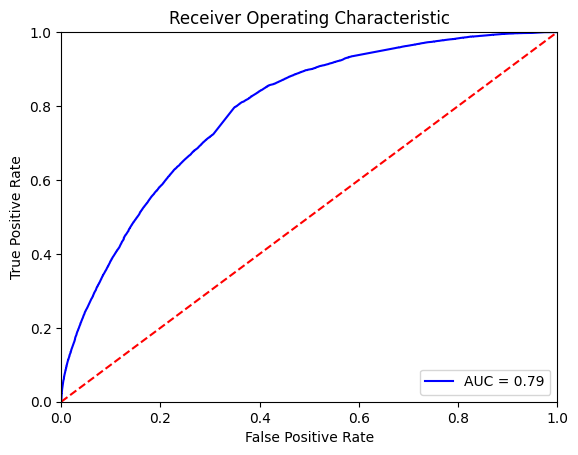 Receiver Operating Characteristic
True Positive Rate
1.0
0.8
0.6
0.4
0.2
0.0
AUC = 0.79
0.0 0.2 0.4 0.6 0.8 1.0
False Positive Rate